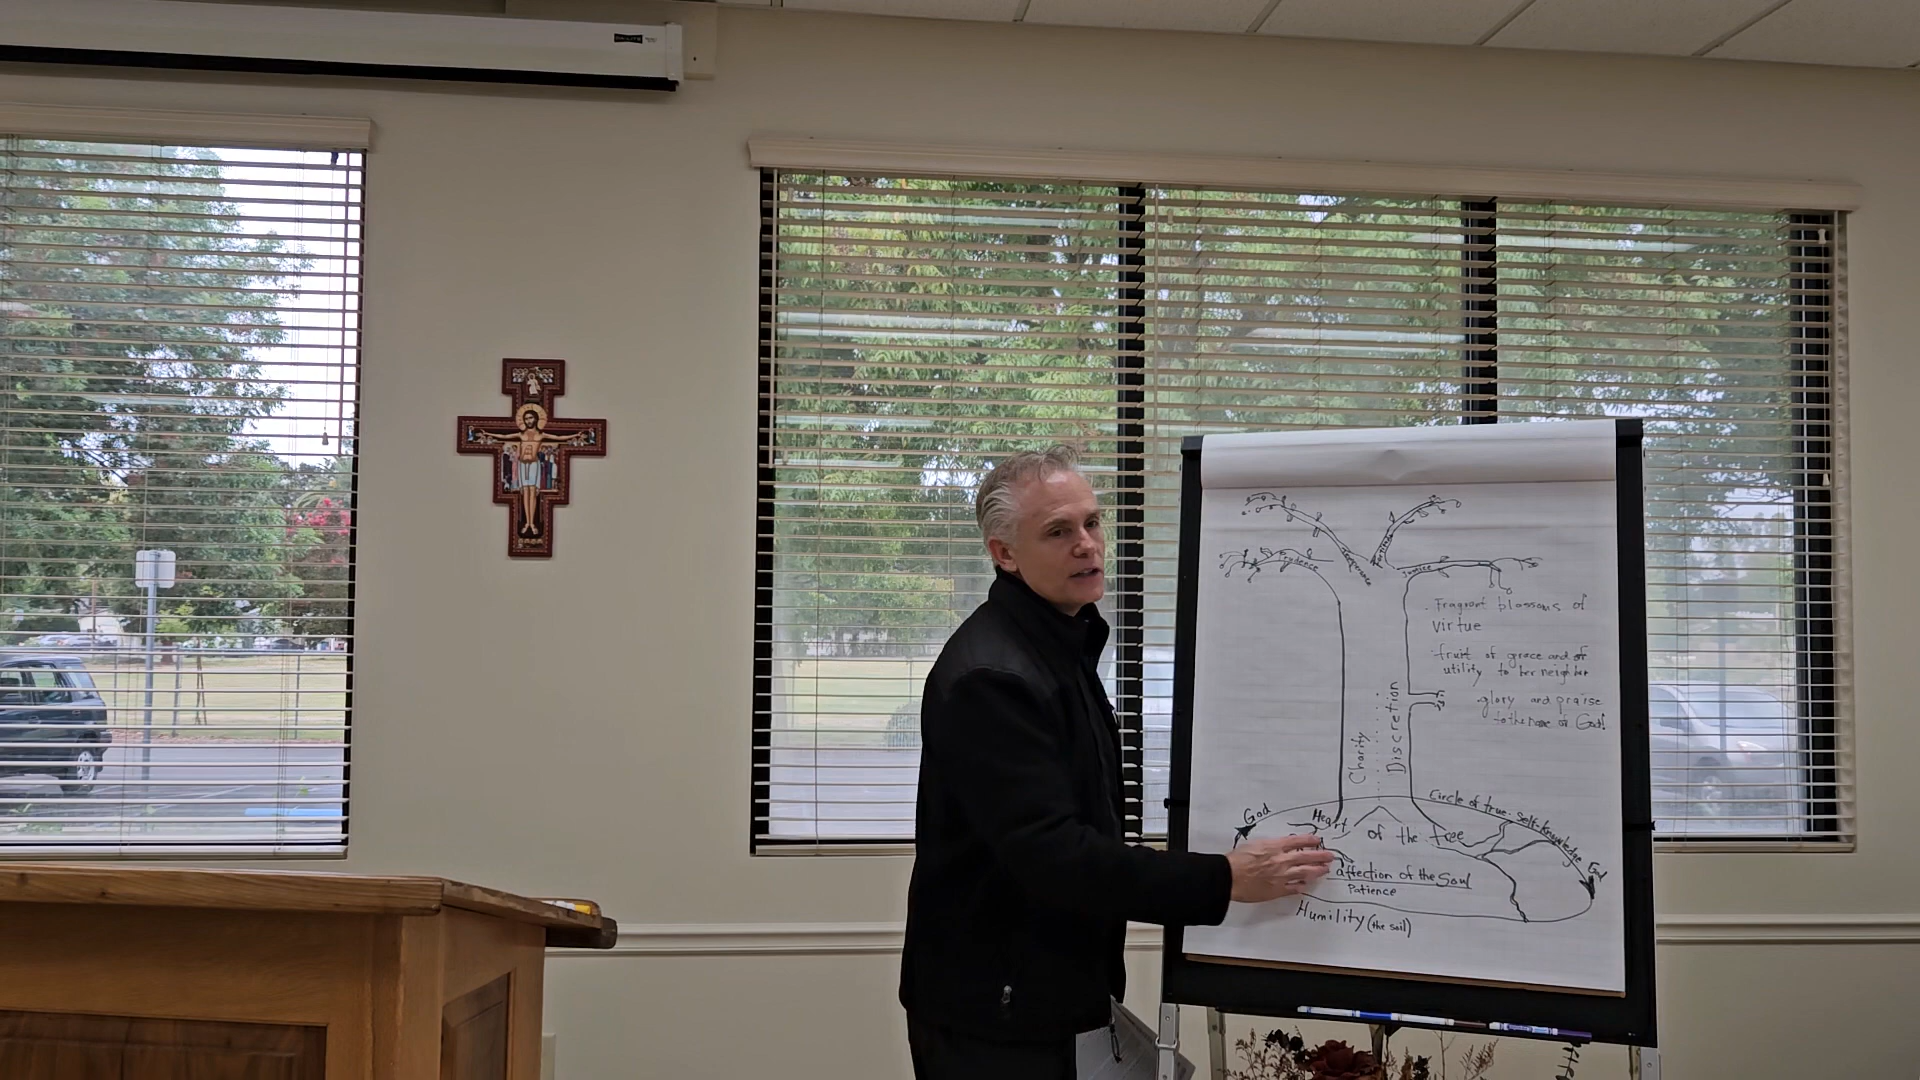 Prudence
Temperance
Fortitude
Justice
. Fragrant blossoms of
virtue
. fruit of grace and of
utility to her neighbor
. glory and praise
to the name of God!
Charity
Discretion
Circle of true self-knowledge
God
God
Heart of the Tree
affection of the Soul
Patience
Humility (the soil)